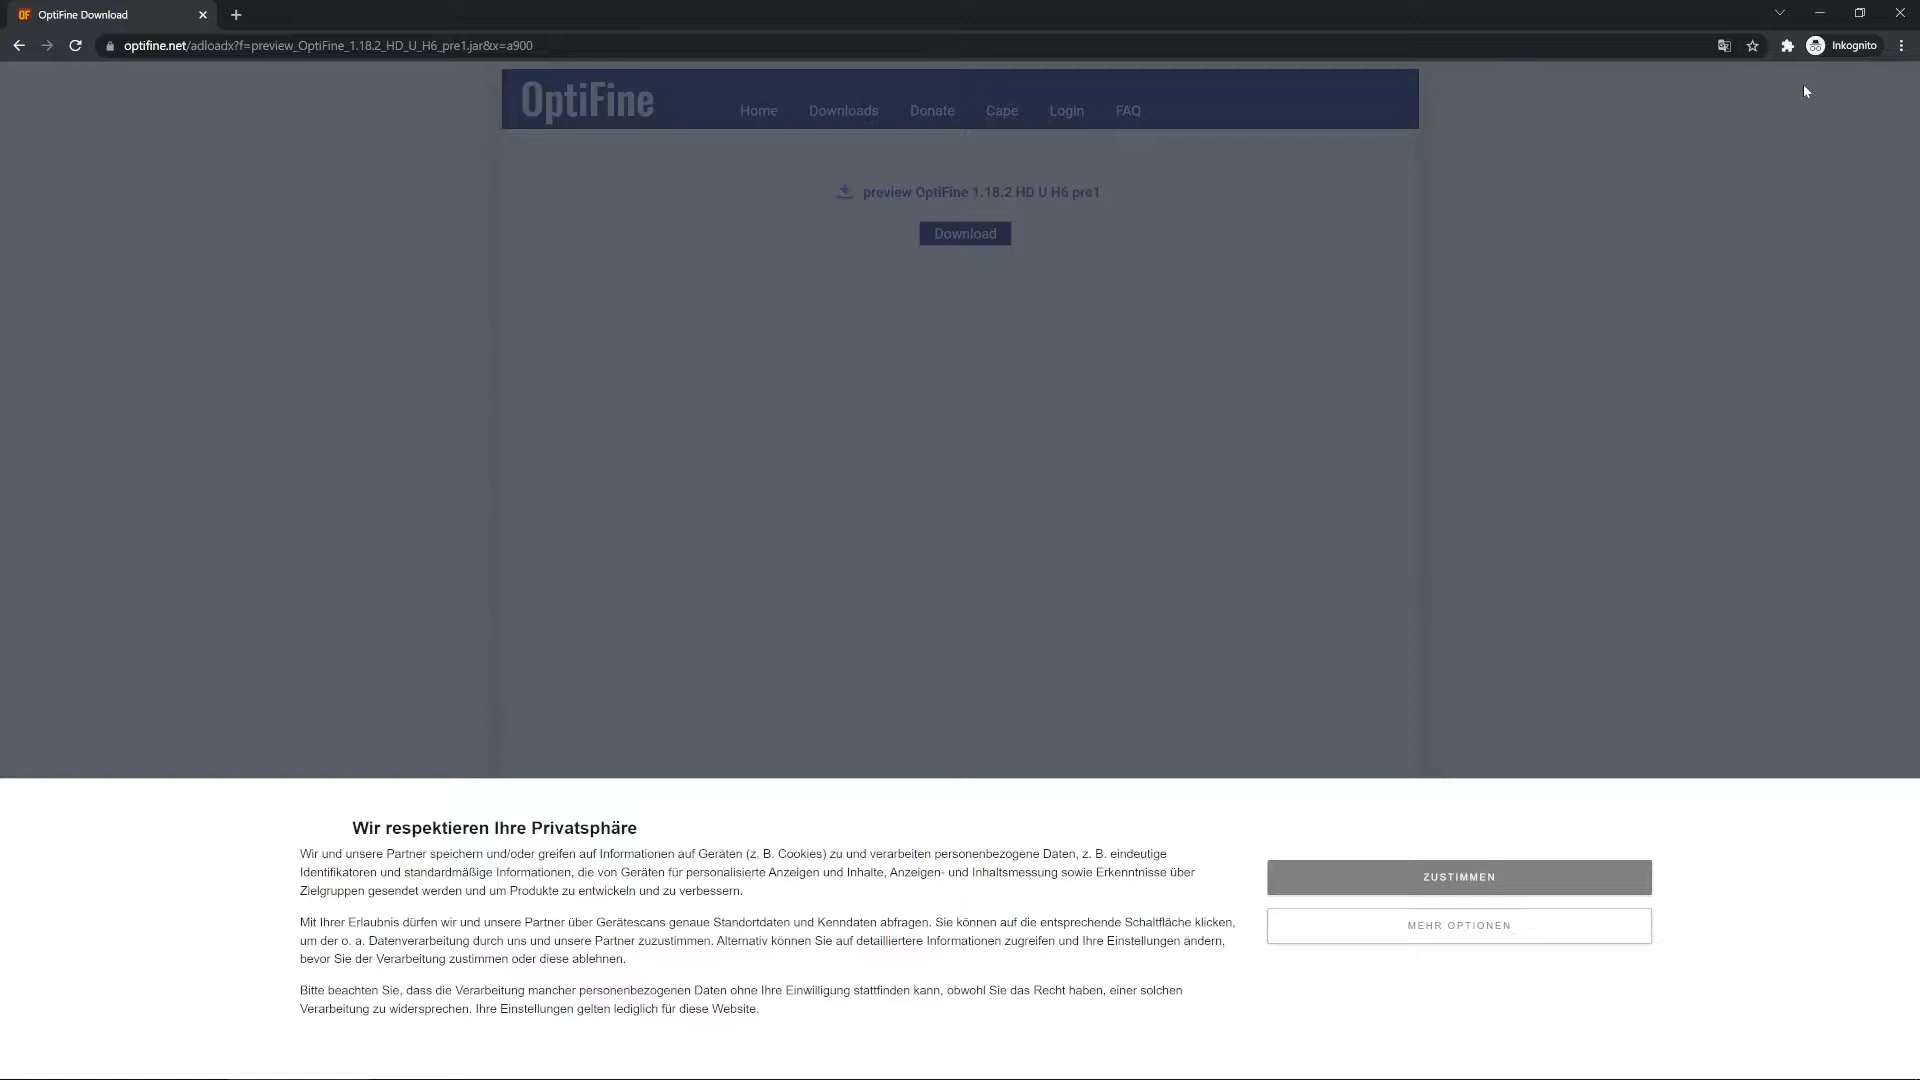 OptiFine Download
optifine.net/adloadx?f=preview_OptiFine_1.18.2_HD_U_H6_pre1.jar&x=a900
Inkognito
OptiFine
Home Downloads Donate Cape Login FAQ
preview OptiFine 1.18.2 HD U H6 pre1
Download
Wir respektieren Ihre Privatsphäre
Wir und unsere Partner speichern und/oder greifen auf Informationen auf Geräten (z. B. Cookies) zu und verarbeiten personenbezogene Daten, z. B. eindeutige
Identifikatoren und standardmäßige Informationen, die von Geräten für personalisierte Anzeigen und Inhalte, Anzeigen- und Inhaltsmessung sowie Erkenntnisse über
Zielgruppen gesendet werden und um Produkte zu entwickeln und zu verbessern.
Mit Ihrer Erlaubnis dürfen wir und unsere Partner über Gerätescans genaue Standortdaten und Kenndaten abfragen. Sie können auf die entsprechende Schaltfläche klicken,
um der o. a. Datenverarbeitung durch uns und unsere Partner zuzustimmen. Alternativ können Sie auf detailliertere Informationen zugreifen und Ihre Einstellungen ändern,
bevor Sie der Verarbeitung zustimmen oder diese ablehnen.
Bitte beachten Sie, dass die Verarbeitung mancher personenbezogenen Daten ohne Ihre Einwilligung stattfinden kann, obwohl Sie das Recht haben, einer solchen
Verarbeitung zu widersprechen. Ihre Einstellungen gelten lediglich für diese Website.
ZUSTIMMEN
MEHR OPTIONEN